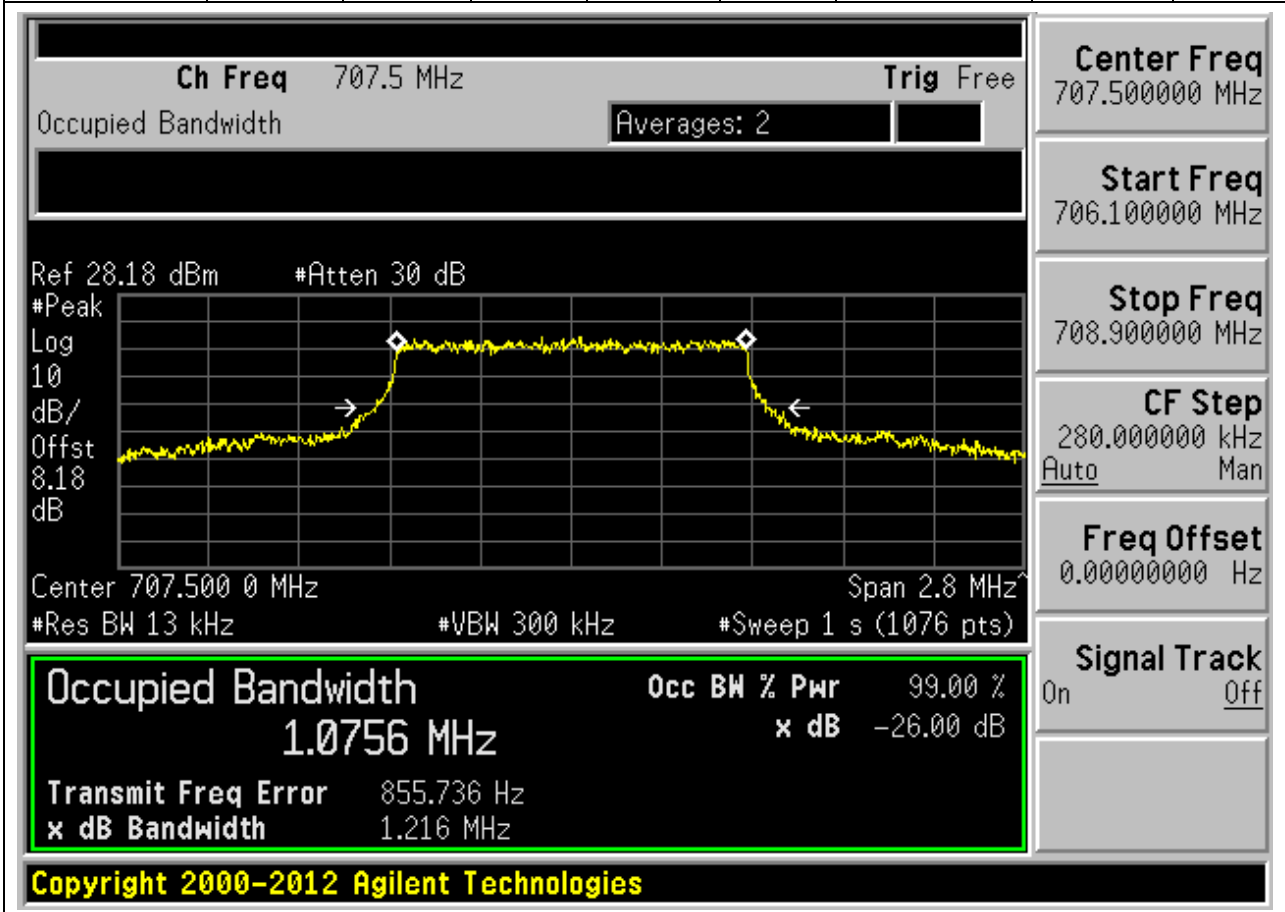 Ch Freq 707.5 MHz Trig Free
Occupied Bandwidth Averages: 2
Ref 28.18 dBm #Atten 30 dB
#Peak
Log
10
dB/
Offst
8.18
dB
Center 707.500 0 MHz Span 2.8 MHz^
#Res BW 13 kHz #VBW 300 kHz #Sweep 1 s (1076 pts)
Occupied Bandwidth Occ BW % Pwr 99.00 %
1.0756 MHz x dB -26.00 dB
Transmit Freq Error 855.736 Hz
x dB Bandwidth 1.216 MHz
Copyright 2000-2012 Agilent Technologies
Center Freq
707.500000 MHz
Start Freq
706.100000 MHz
Stop Freq
708.900000 MHz
CF Step
280.000000 kHz
Auto Man
Freq Offset
0.00000000 Hz
Signal Track
On Off